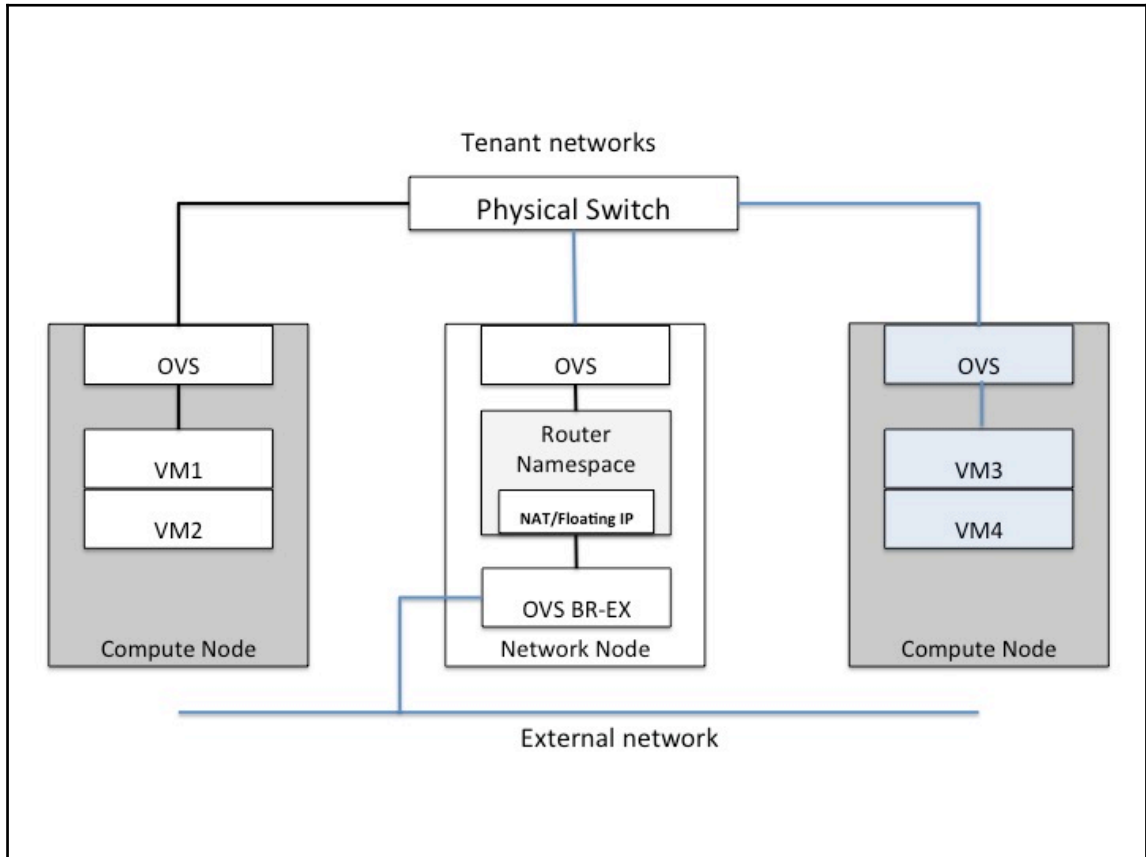 Tenant networks
Physical Switch
OVS
VM1
VM2
Compute Node
OVS
Router
Namespace
NAT/Floating IP
OVS BR-EX
Network Node
OVS
VM3
VM4
Compute Node
External network